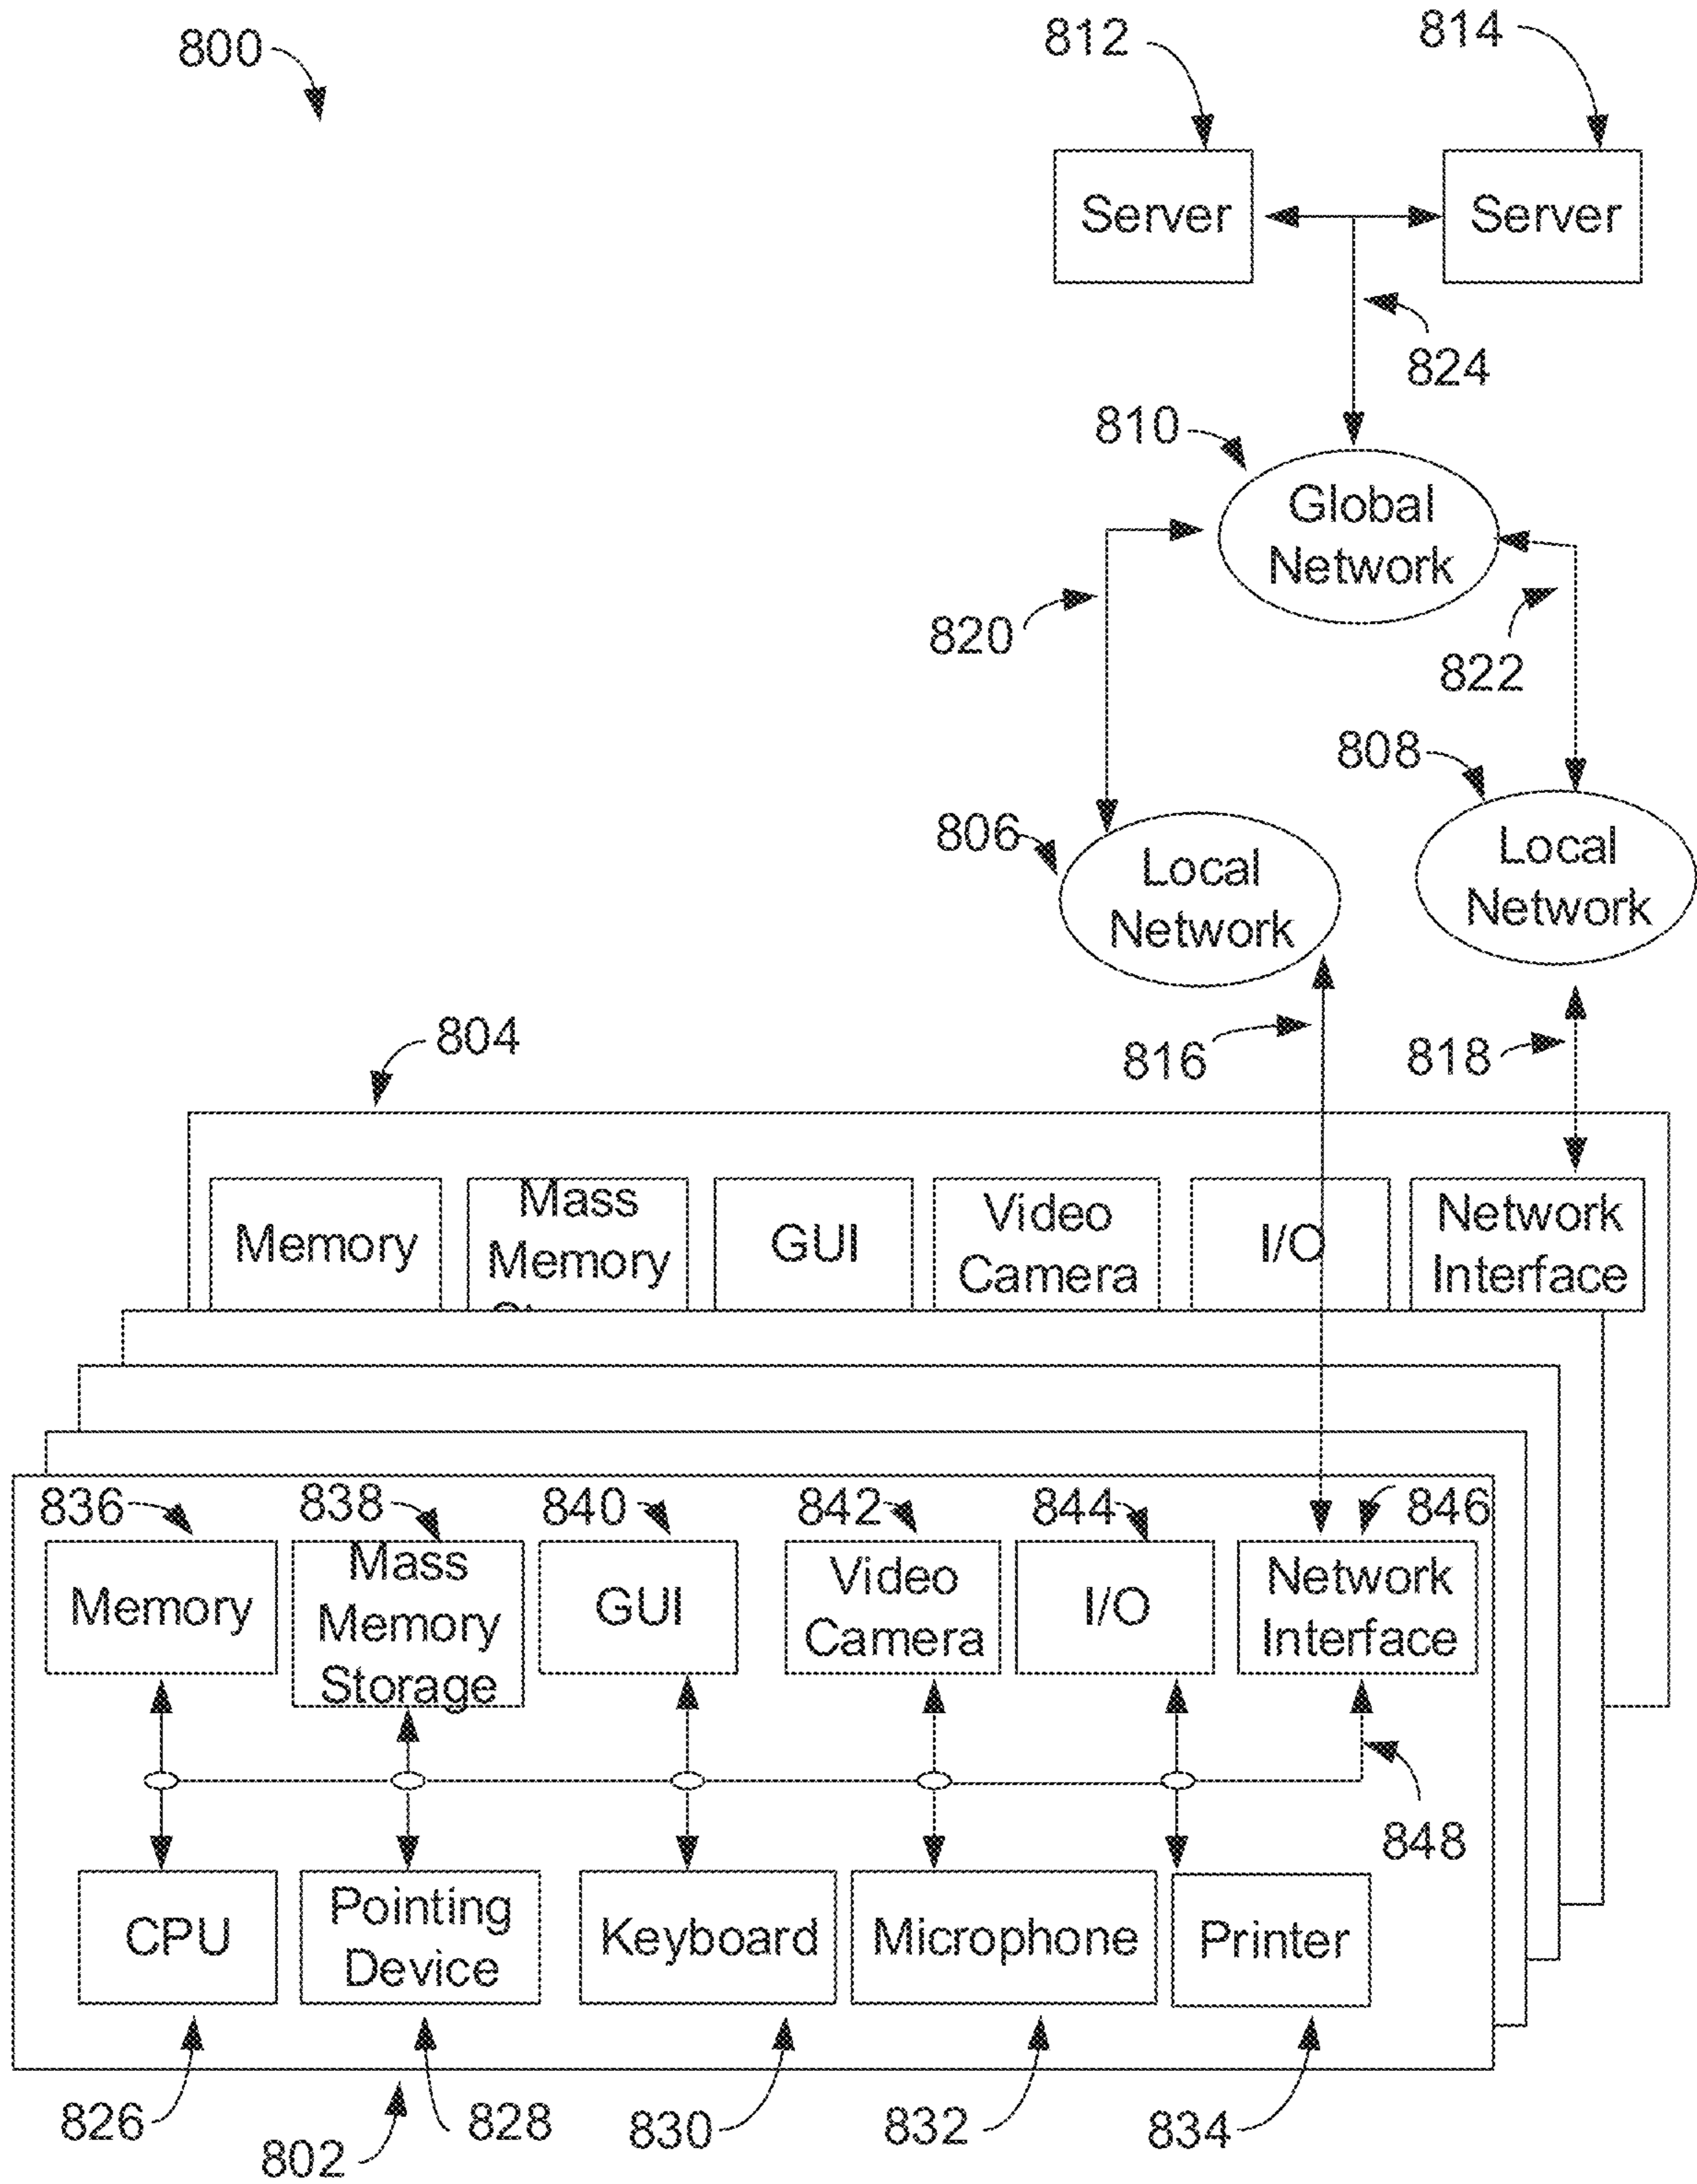 800
812
814
Server
Server
824
810
Global
Network
820
822
808
806
Local
Network
Local
Network
804
816
818
Memory
Mass
Memory
GUI
Video
Camera
I/O
Network
Interface
836
838
840
842
844
846
Memory
Mass
Memory
Storage
GUI
Video
Camera
I/O
Network
Interface
848
CPU
Pointing
Device
Keyboard
Microphone
Printer
826
802
828
830
832
834